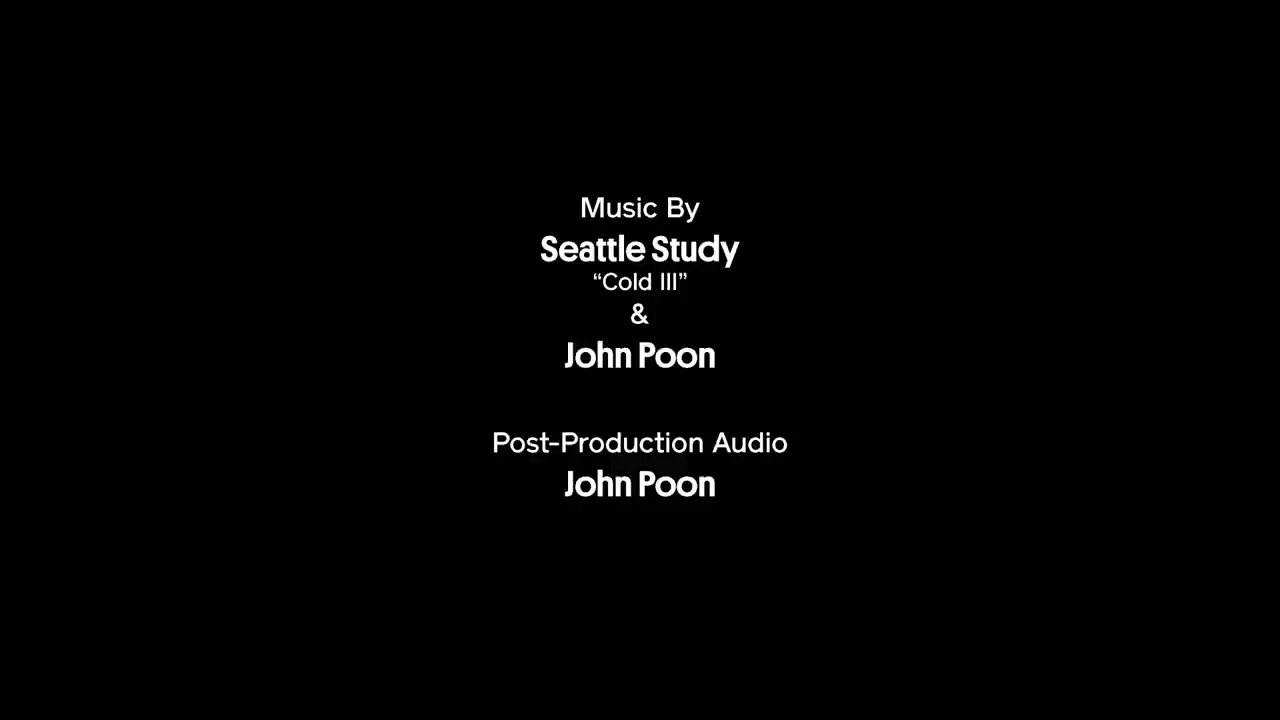 Music By
Seattle Study
“Cold III”
&
John Poon
Post-Production Audio
John Poon